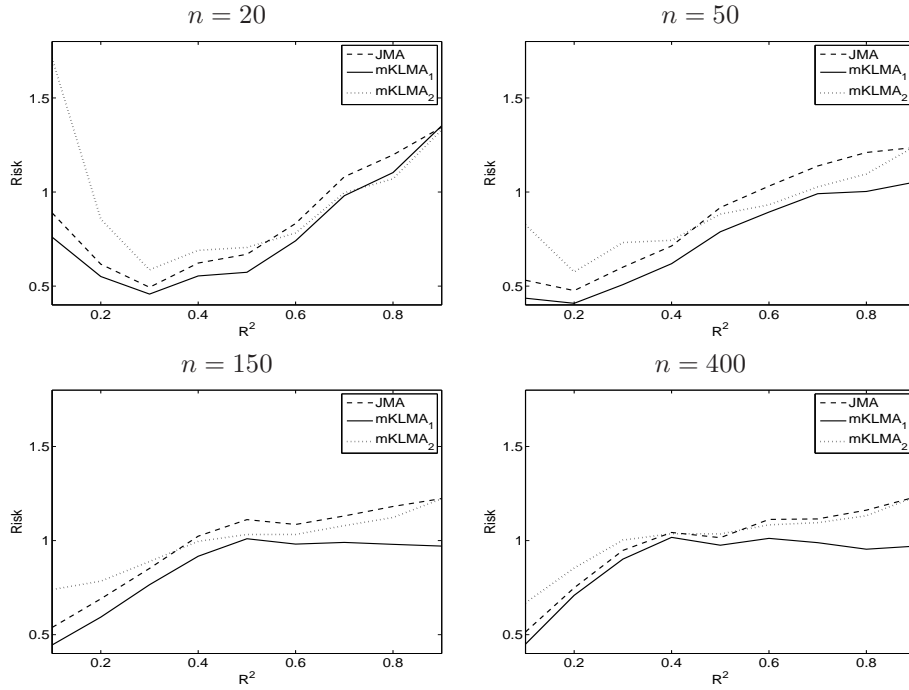 n = 20
JMA
mKLMA₁
mKLMA₂
1.5
1
0.5
Risk
0.2 0.4 0.6 0.8
R²
n = 50
JMA
mKLMA₁
mKLMA₂
1.5
1
0.5
Risk
0.2 0.4 0.6 0.8
R²
n = 150
JMA
mKLMA₁
mKLMA₂
1.5
1
0.5
Risk
0.2 0.4 0.6 0.8
R²
n = 400
JMA
mKLMA₁
mKLMA₂
1.5
1
0.5
Risk
0.2 0.4 0.6 0.8
R²